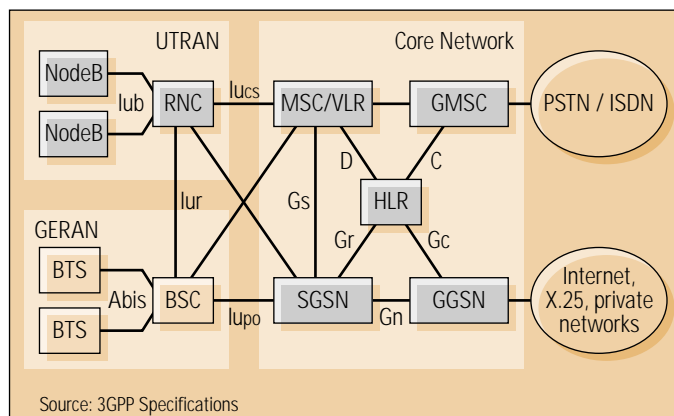 UTRAN
Core Network
NodeB
NodeB
Iub
RNC
Iucs
MSC/VLR
GMSC
PSTN / ISDN
D
C
HLR
Iur
Gs
Gr
Gc
GERAN
BTS
BTS
Abis
BSC
Iupo
SGSN
Gn
GGSN
Internet,
X.25, private
networks
Source: 3GPP Specifications